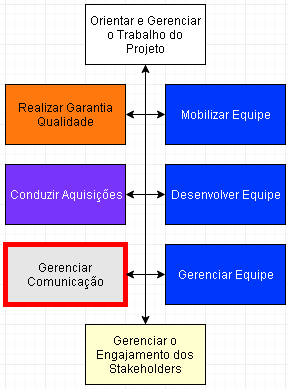 Orientar e Gerenciar
o Trabalho do
Projeto
Realizar Garantia
Qualidade
Mobilizar Equipe
Conduzir Aquisições
Desenvolver Equipe
Gerenciar
Comunicação
Gerenciar Equipe
Gerenciar o
Engajamento dos
Stakeholders